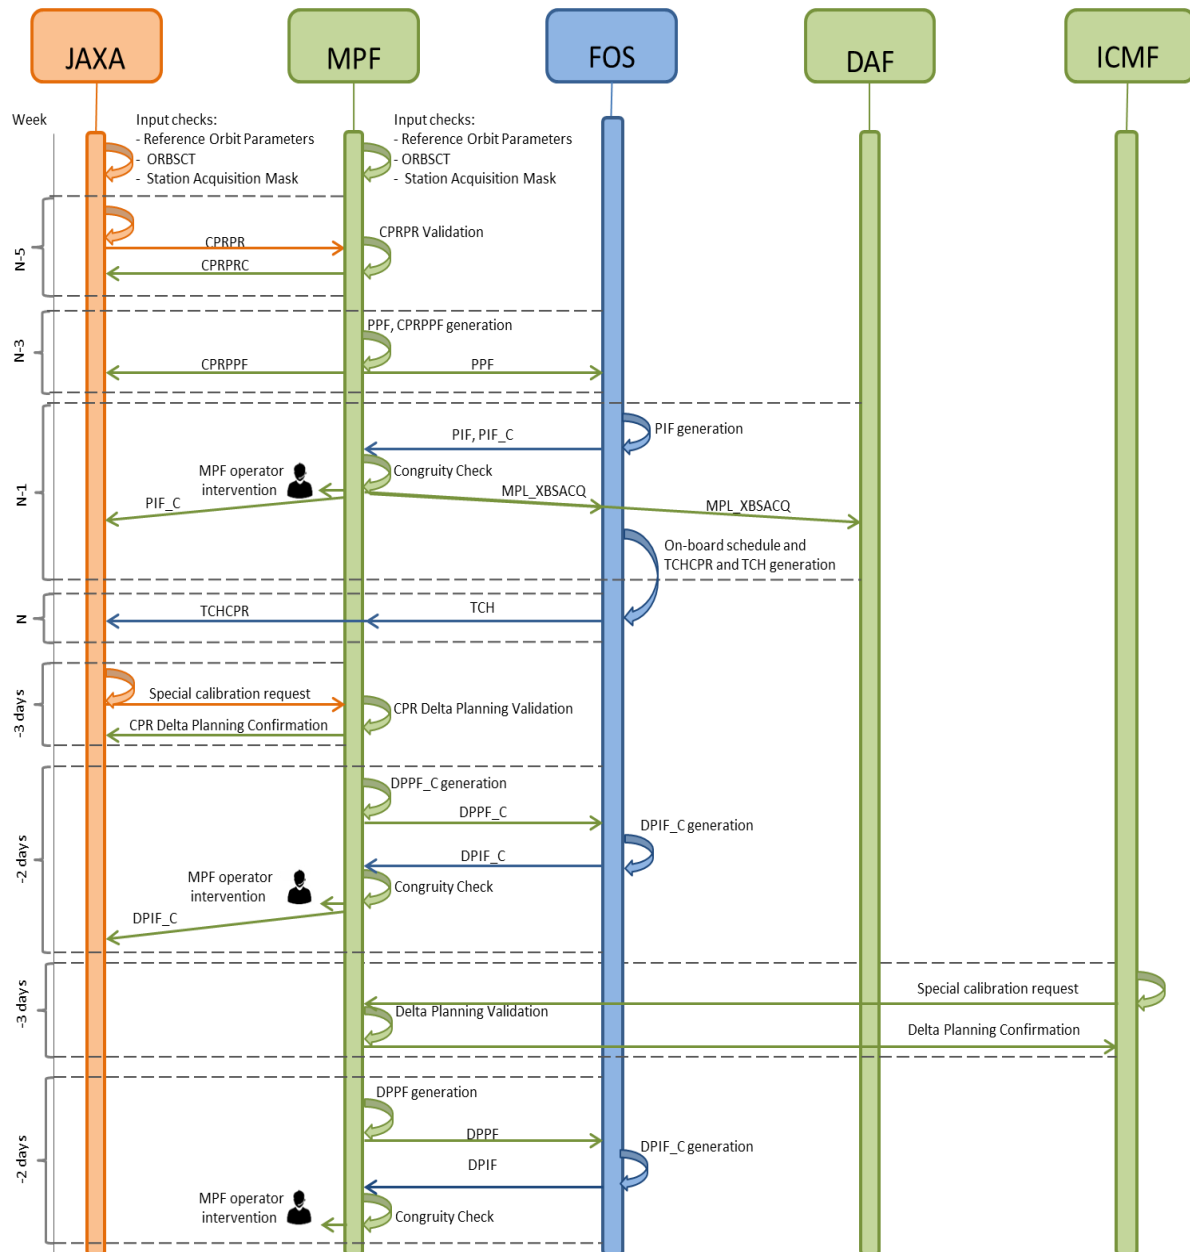 JAXA
MPF
FOS
DAF
ICMF
Week
Input checks:
- Reference Orbit Parameters
- ORBSCT
- Station Acquisition Mask
Input checks:
- Reference Orbit Parameters
- ORBSCT
- Station Acquisition Mask
N-5
CPRPR
CPRPR Validation
CPRPRC
N-3
PPF, CPRPPF generation
CPRPPF
PPF
N-1
PIF generation
PIF, PIF_C
MPF operator
intervention
Congruity Check
PIF_C
MPL_XBSACQ
MPL_XBSACQ
On-board schedule and
TCHCPR and TCH generation
N
TCHCPR
TCH
-3 days
Special calibration request
CPR Delta Planning Validation
CPR Delta Planning Confirmation
-2 days
DPPF_C generation
DPPF_C
DPIF_C generation
DPIF_C
MPF operator
intervention
Congruity Check
DPIF_C
-3 days
Special calibration request
Delta Planning Validation
Delta Planning Confirmation
-2 days
DPPF generation
DPPF
DPIF_C generation
DPIF
MPF operator
intervention
Congruity Check